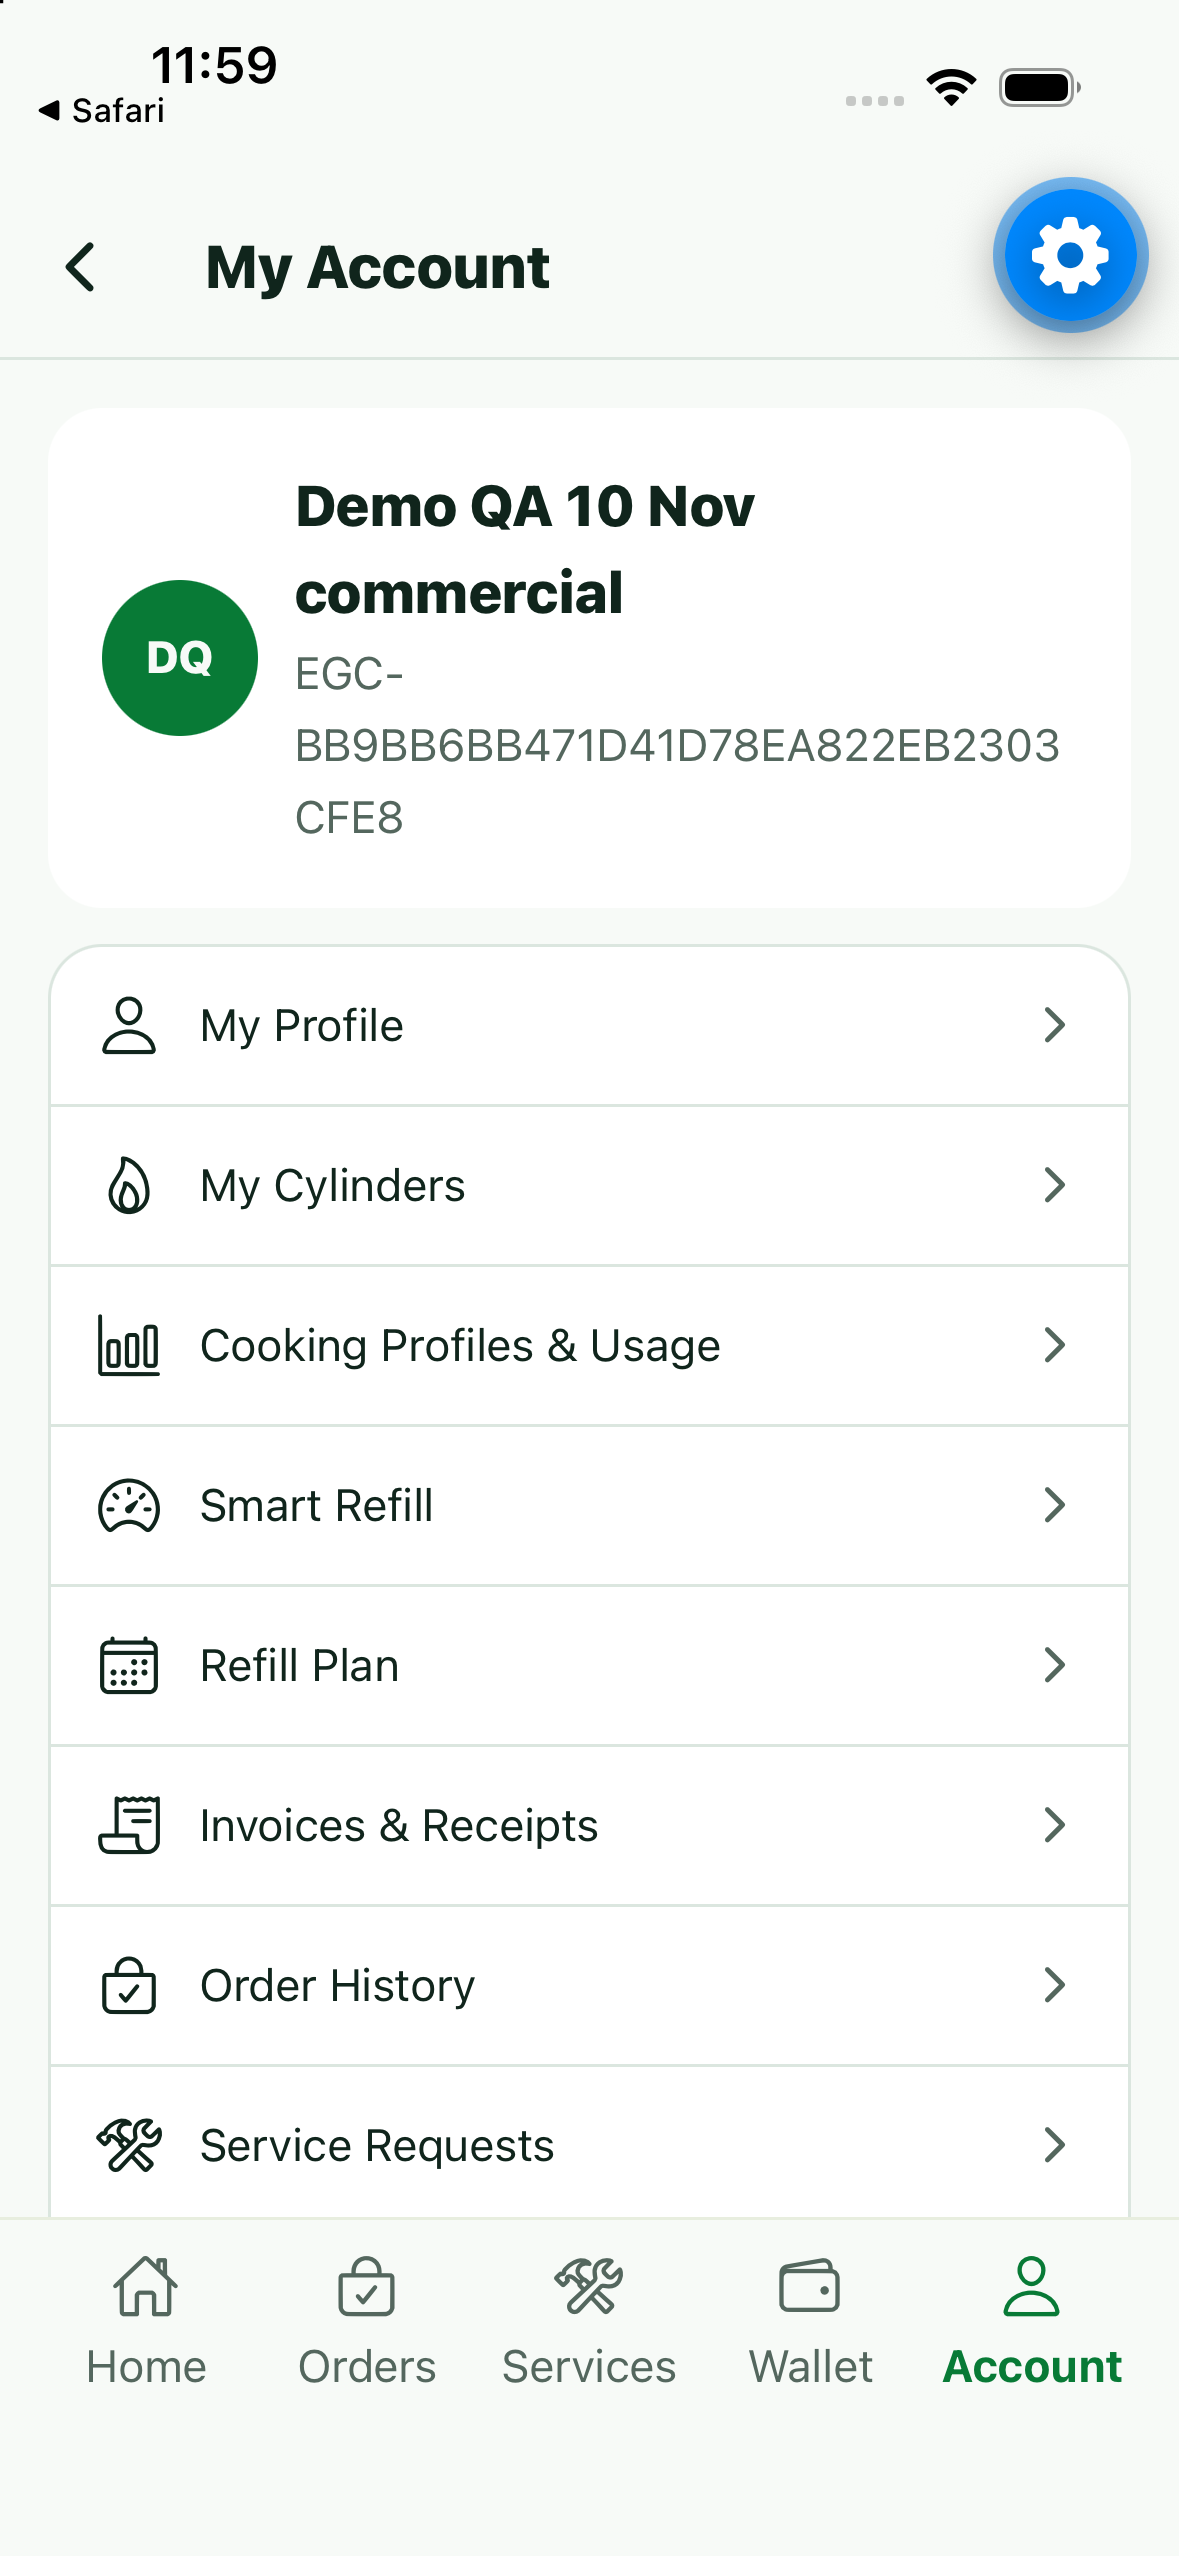 11:59
Safari
My Account
Demo QA 10 Nov
commercial
DQ
EGC-
BB9BB6BB471D41D78EA822EB2303
CFE8
My Profile
My Cylinders
Cooking Profiles & Usage
Smart Refill
Refill Plan
Invoices & Receipts
Order History
Service Requests
Home
Orders
Services
Wallet
Account